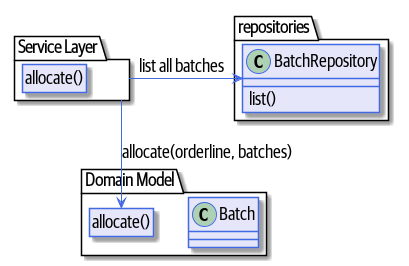 repositories
Service Layer
C BatchRepository
allocate()
list all batches
list()
allocate(orderline, batches)
Domain Model
allocate()
C Batch